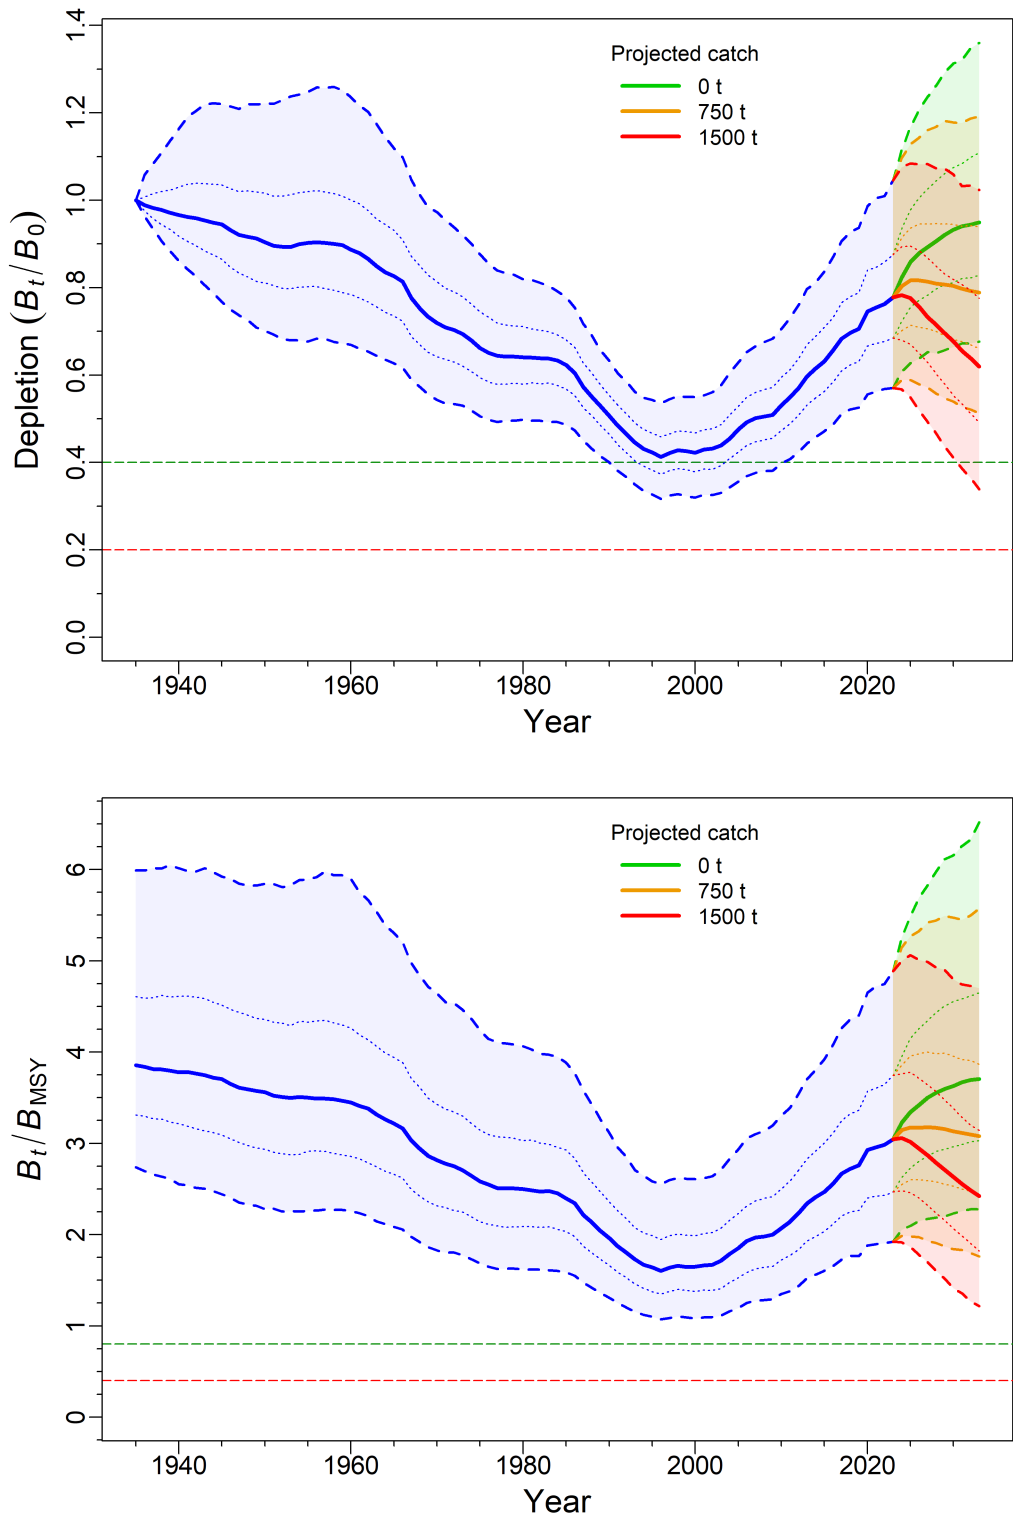 Depletion (Bt/B0)
1.4
1.2
1.0
0.8
0.6
0.4
0.2
0.0
Projected catch
0 t
750 t
1500 t
1940 1960 1980 2000 2020
Year
Bt/BMSY
6
5
4
3
2
1
0
Projected catch
0 t
750 t
1500 t
1940 1960 1980 2000 2020
Year